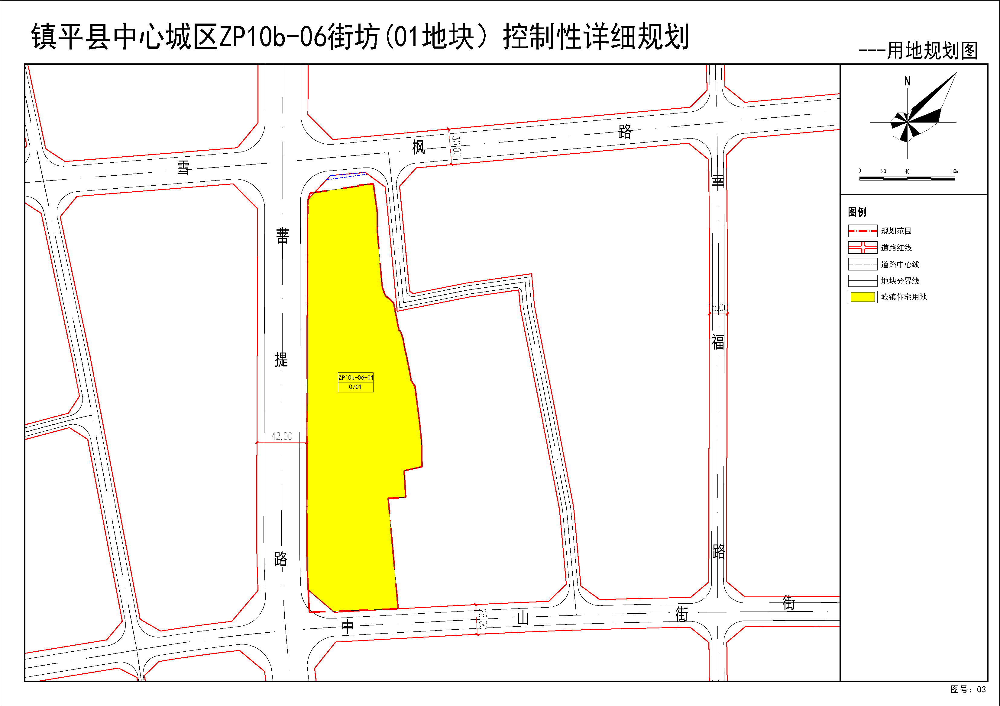 镇平县中心城区ZP10b-06街坊(01地块）控制性详细规划
---用地规划图
N
0 20 40 80m
图例
规划范围
道路红线
道路中心线
地块分界线
城镇住宅用地
雪 枫 路
30.00
菩 提 路
42.00
幸 福 路
15.00
ZP10b-06-01
0701
中 山 街 街
25.00
图号：03